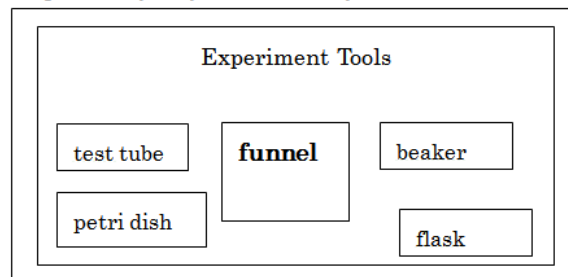 Experiment Tools
test tube
funnel
beaker
petri dish
flask